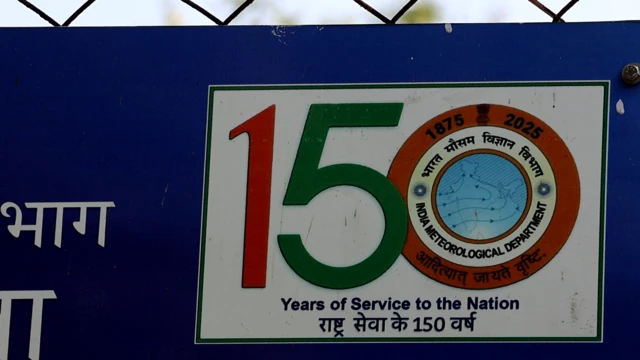 भाग
150
1875 2025
भारत मौसम विज्ञान विभाग
INDIA METEOROLOGICAL DEPARTMENT
आदित्यात् जायते वृष्टि:
Years of Service to the Nation
राष्ट्र सेवा के 150 वर्ष